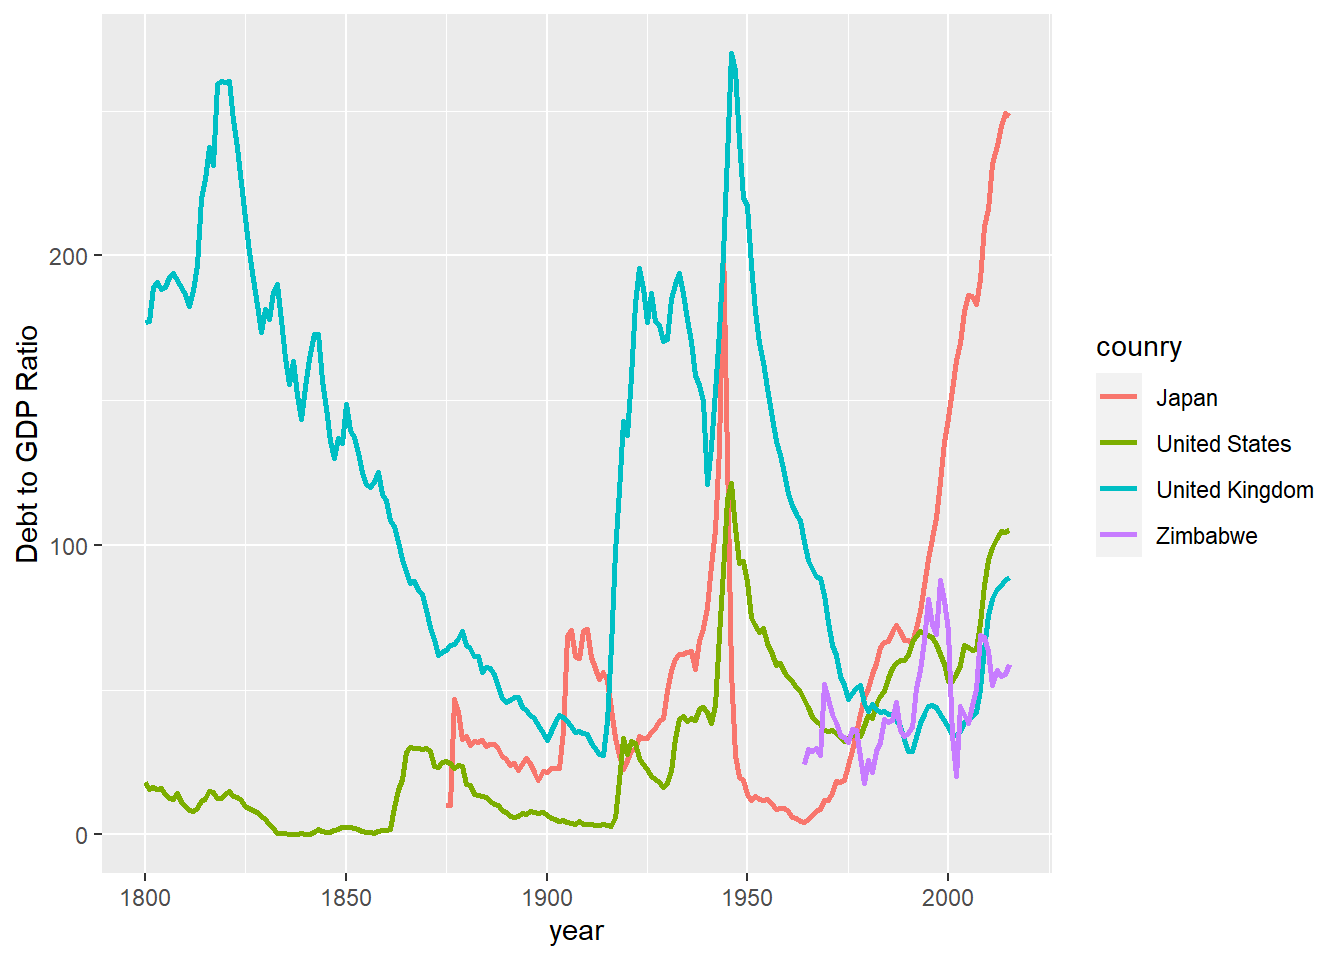 Debt to GDP Ratio
200
100
0
1800
1850
1900
1950
2000
year
counry
Japan
United States
United Kingdom
Zimbabwe